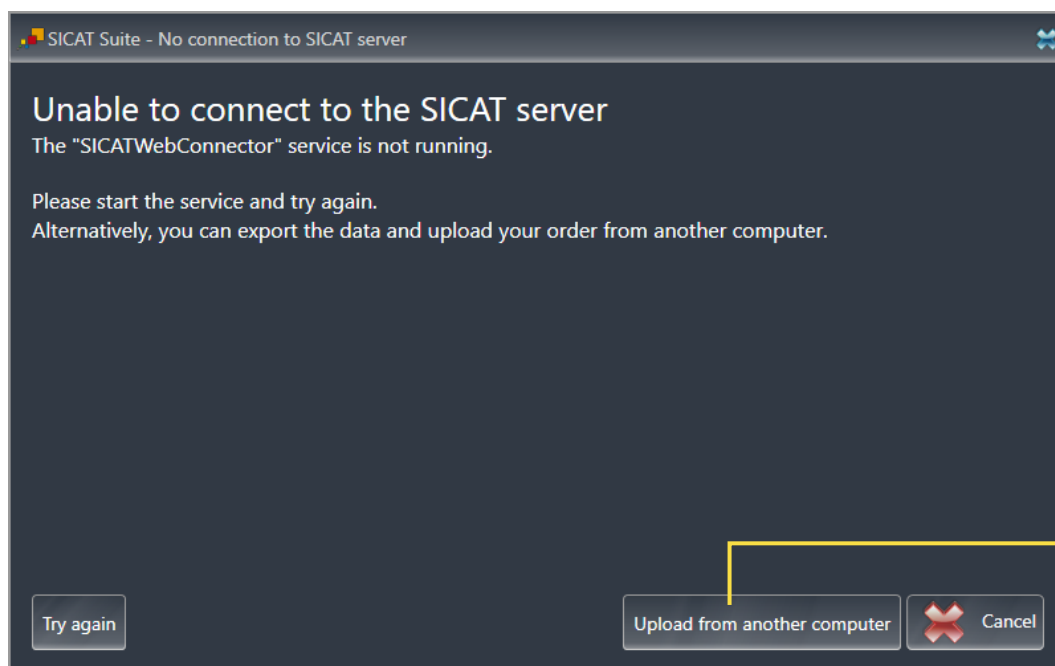 SICAT Suite - No connection to SICAT server
Unable to connect to the SICAT server
The "SICATWebConnector" service is not running.
Please start the service and try again.
Alternatively, you can export the data and upload your order from another computer.
Try again
Upload from another computer
Cancel